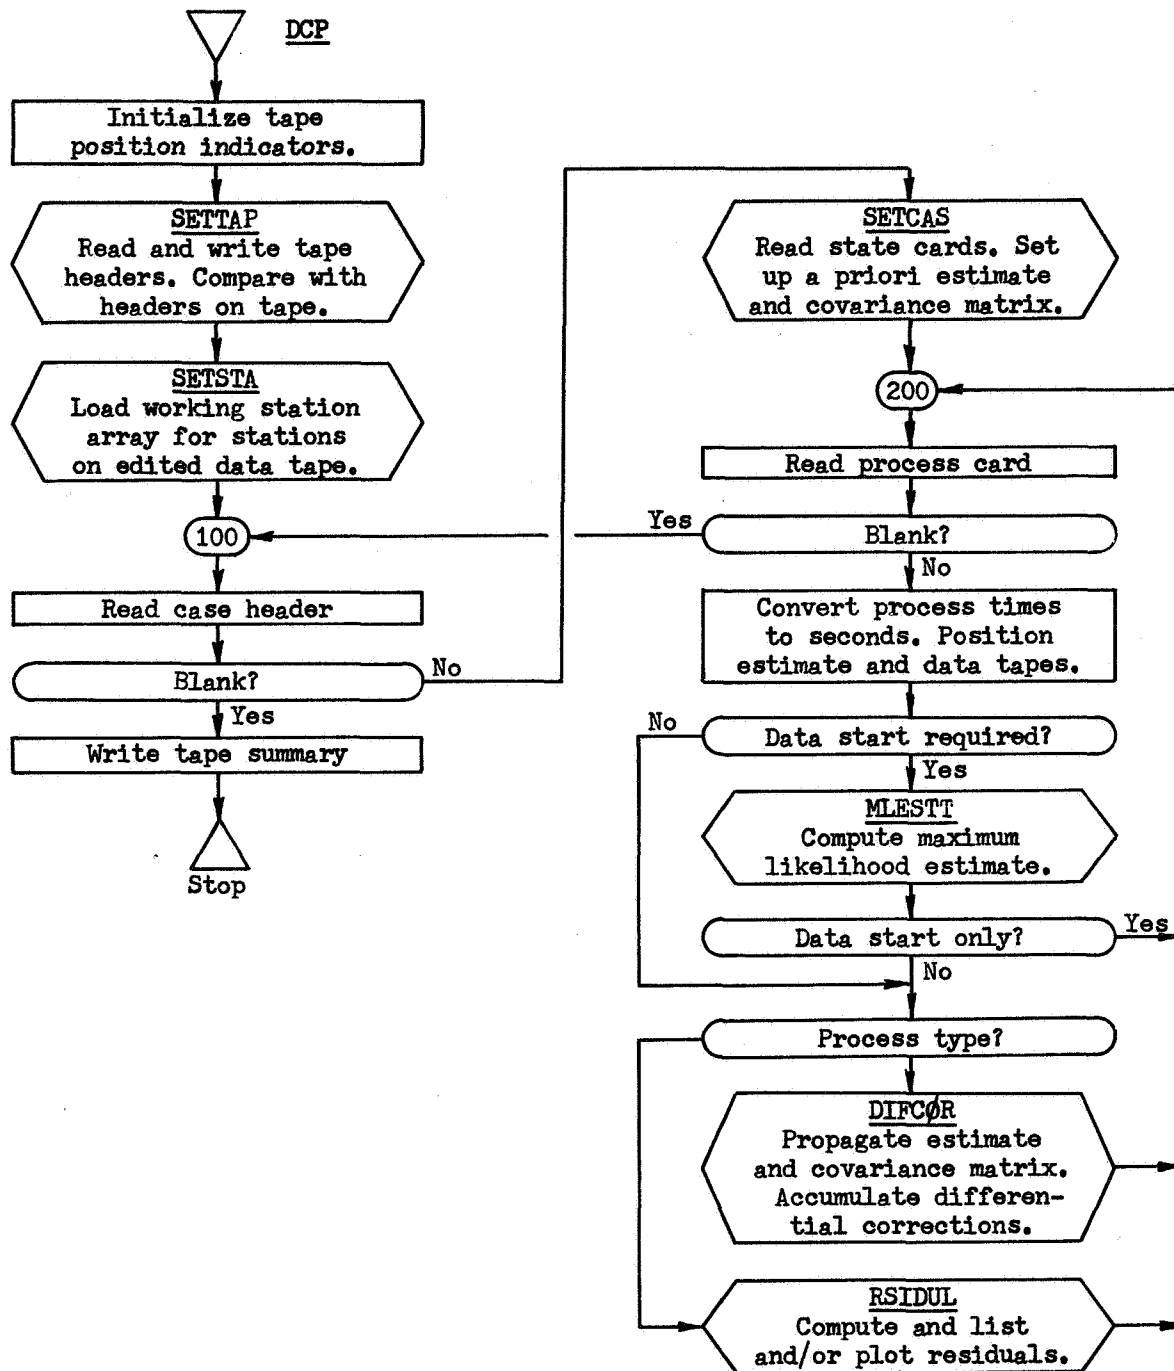 DCP
Initialize tape
position indicators.
SETTAP
Read and write tape
headers. Compare with
headers on tape.
SETSTA
Load working station
array for stations
on edited data tape.
100
Read case header
Blank?
No
Yes
Write tape summary
Stop
SETCAS
Read state cards. Set
up a priori estimate
and covariance matrix.
200
Read process card
Yes
Blank?
No
Convert process times
to seconds. Position
estimate and data tapes.
No
Data start required?
Yes
MLESTT
Compute maximum
likelihood estimate.
Data start only?
Yes
No
Process type?
DIFCØR
Propagate estimate
and covariance matrix.
Accumulate differen-
tial corrections.
RSIDUL
Compute and list
and/or plot residuals.